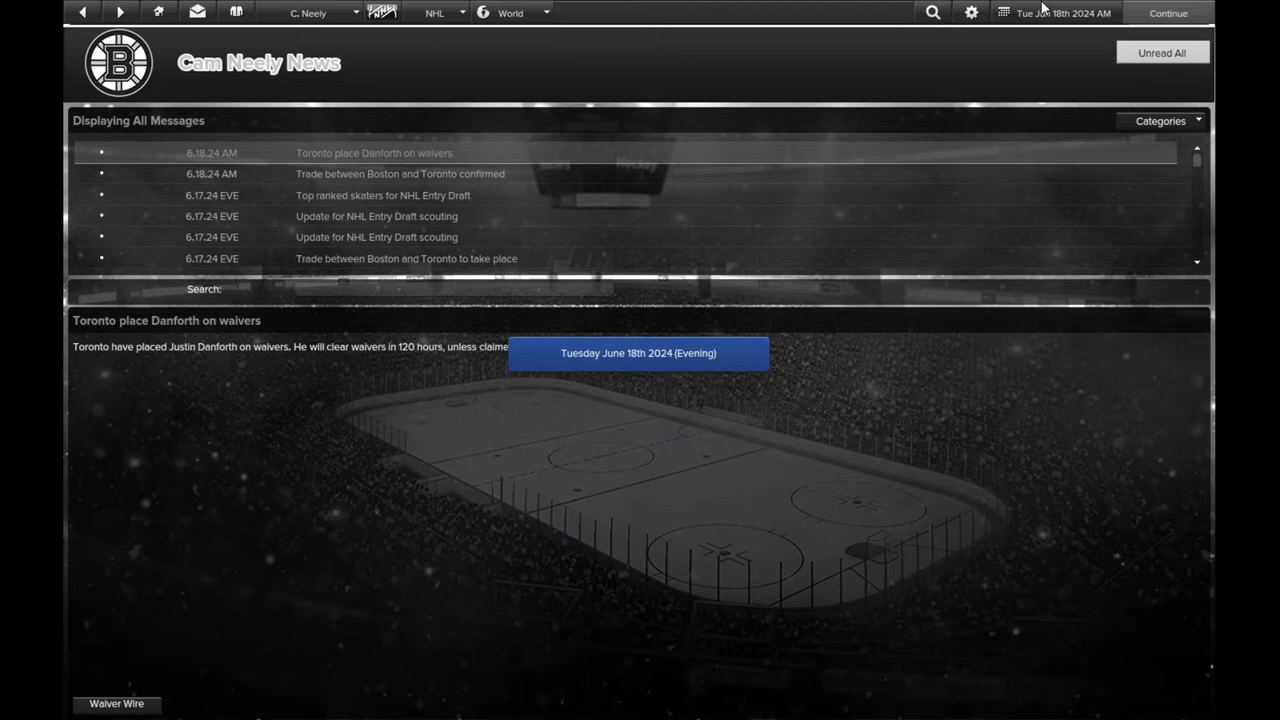 C. Neely NHL World Tue Jun 18th 2024 AM Continue
B
Cam Neely News
Unread All
Displaying All Messages
Categories
6.18.24 AM Toronto place Danforth on waivers
6.18.24 AM Trade between Boston and Toronto confirmed
6.17.24 EVE Top ranked skaters for NHL Entry Draft
6.17.24 EVE Update for NHL Entry Draft scouting
6.17.24 EVE Update for NHL Entry Draft scouting
6.17.24 EVE Trade between Boston and Toronto to take place
Search:
Toronto place Danforth on waivers
Toronto have placed Justin Danforth on waivers. He will clear waivers in 120 hours, unless claime
Tuesday June 18th 2024 (Evening)
Waiver Wire